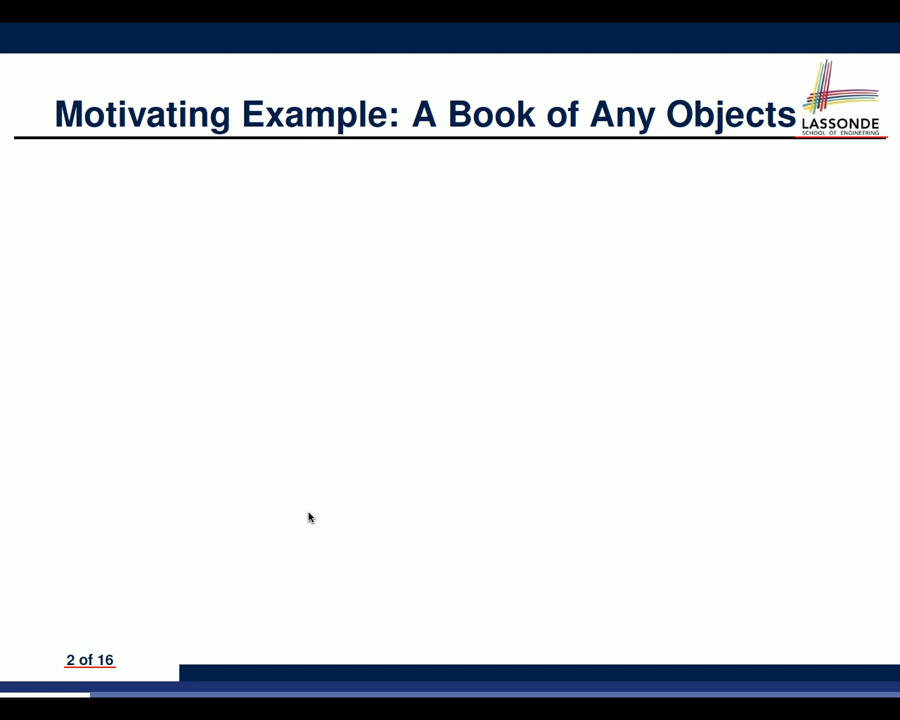 Motivating Example: A Book of Any Objects
LASSONDE
SCHOOL OF ENGINEERING
2 of 16